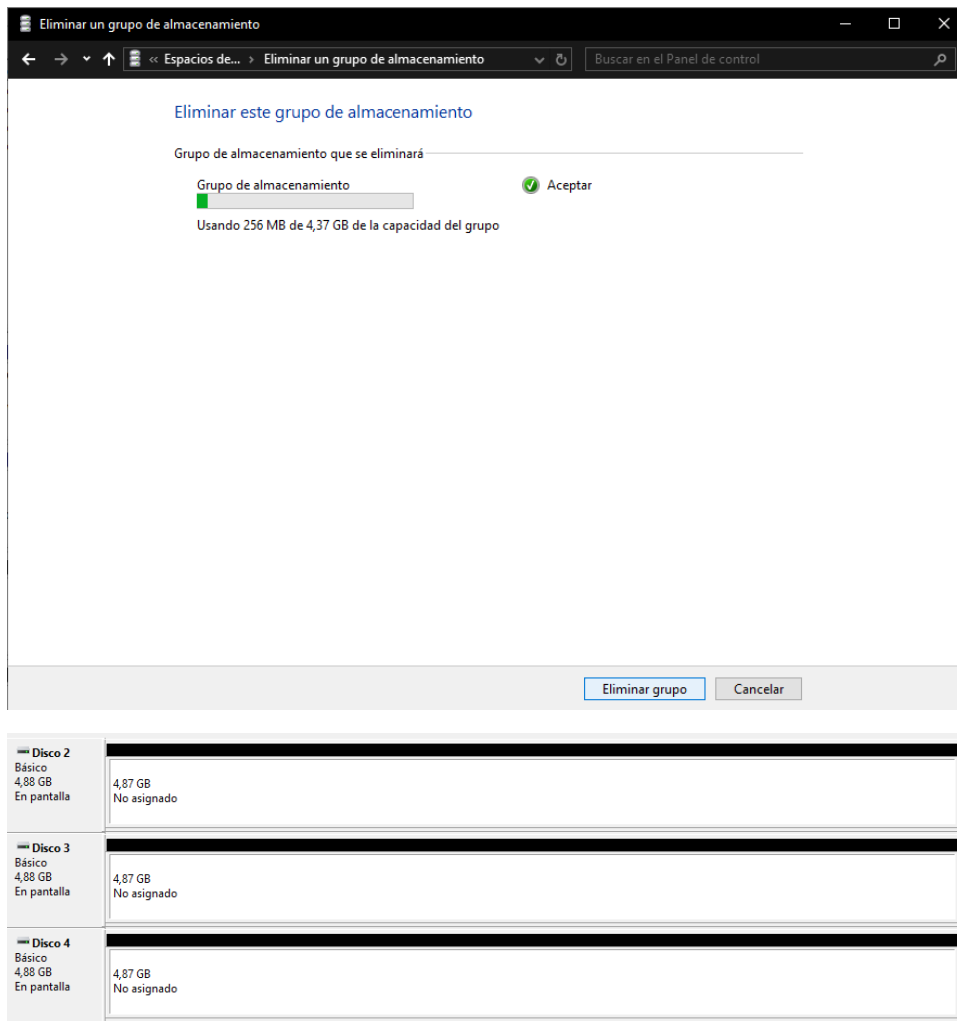 Eliminar un grupo de almacenamiento
« Espacios de... › Eliminar un grupo de almacenamiento
Buscar en el Panel de control
Eliminar este grupo de almacenamiento
Grupo de almacenamiento que se eliminará
Grupo de almacenamiento
Aceptar
Usando 256 MB de 4,37 GB de la capacidad del grupo
Eliminar grupo
Cancelar
Disco 2
Básico
4,88 GB
En pantalla
4,87 GB
No asignado
Disco 3
Básico
4,88 GB
En pantalla
4,87 GB
No asignado
Disco 4
Básico
4,88 GB
En pantalla
4,87 GB
No asignado